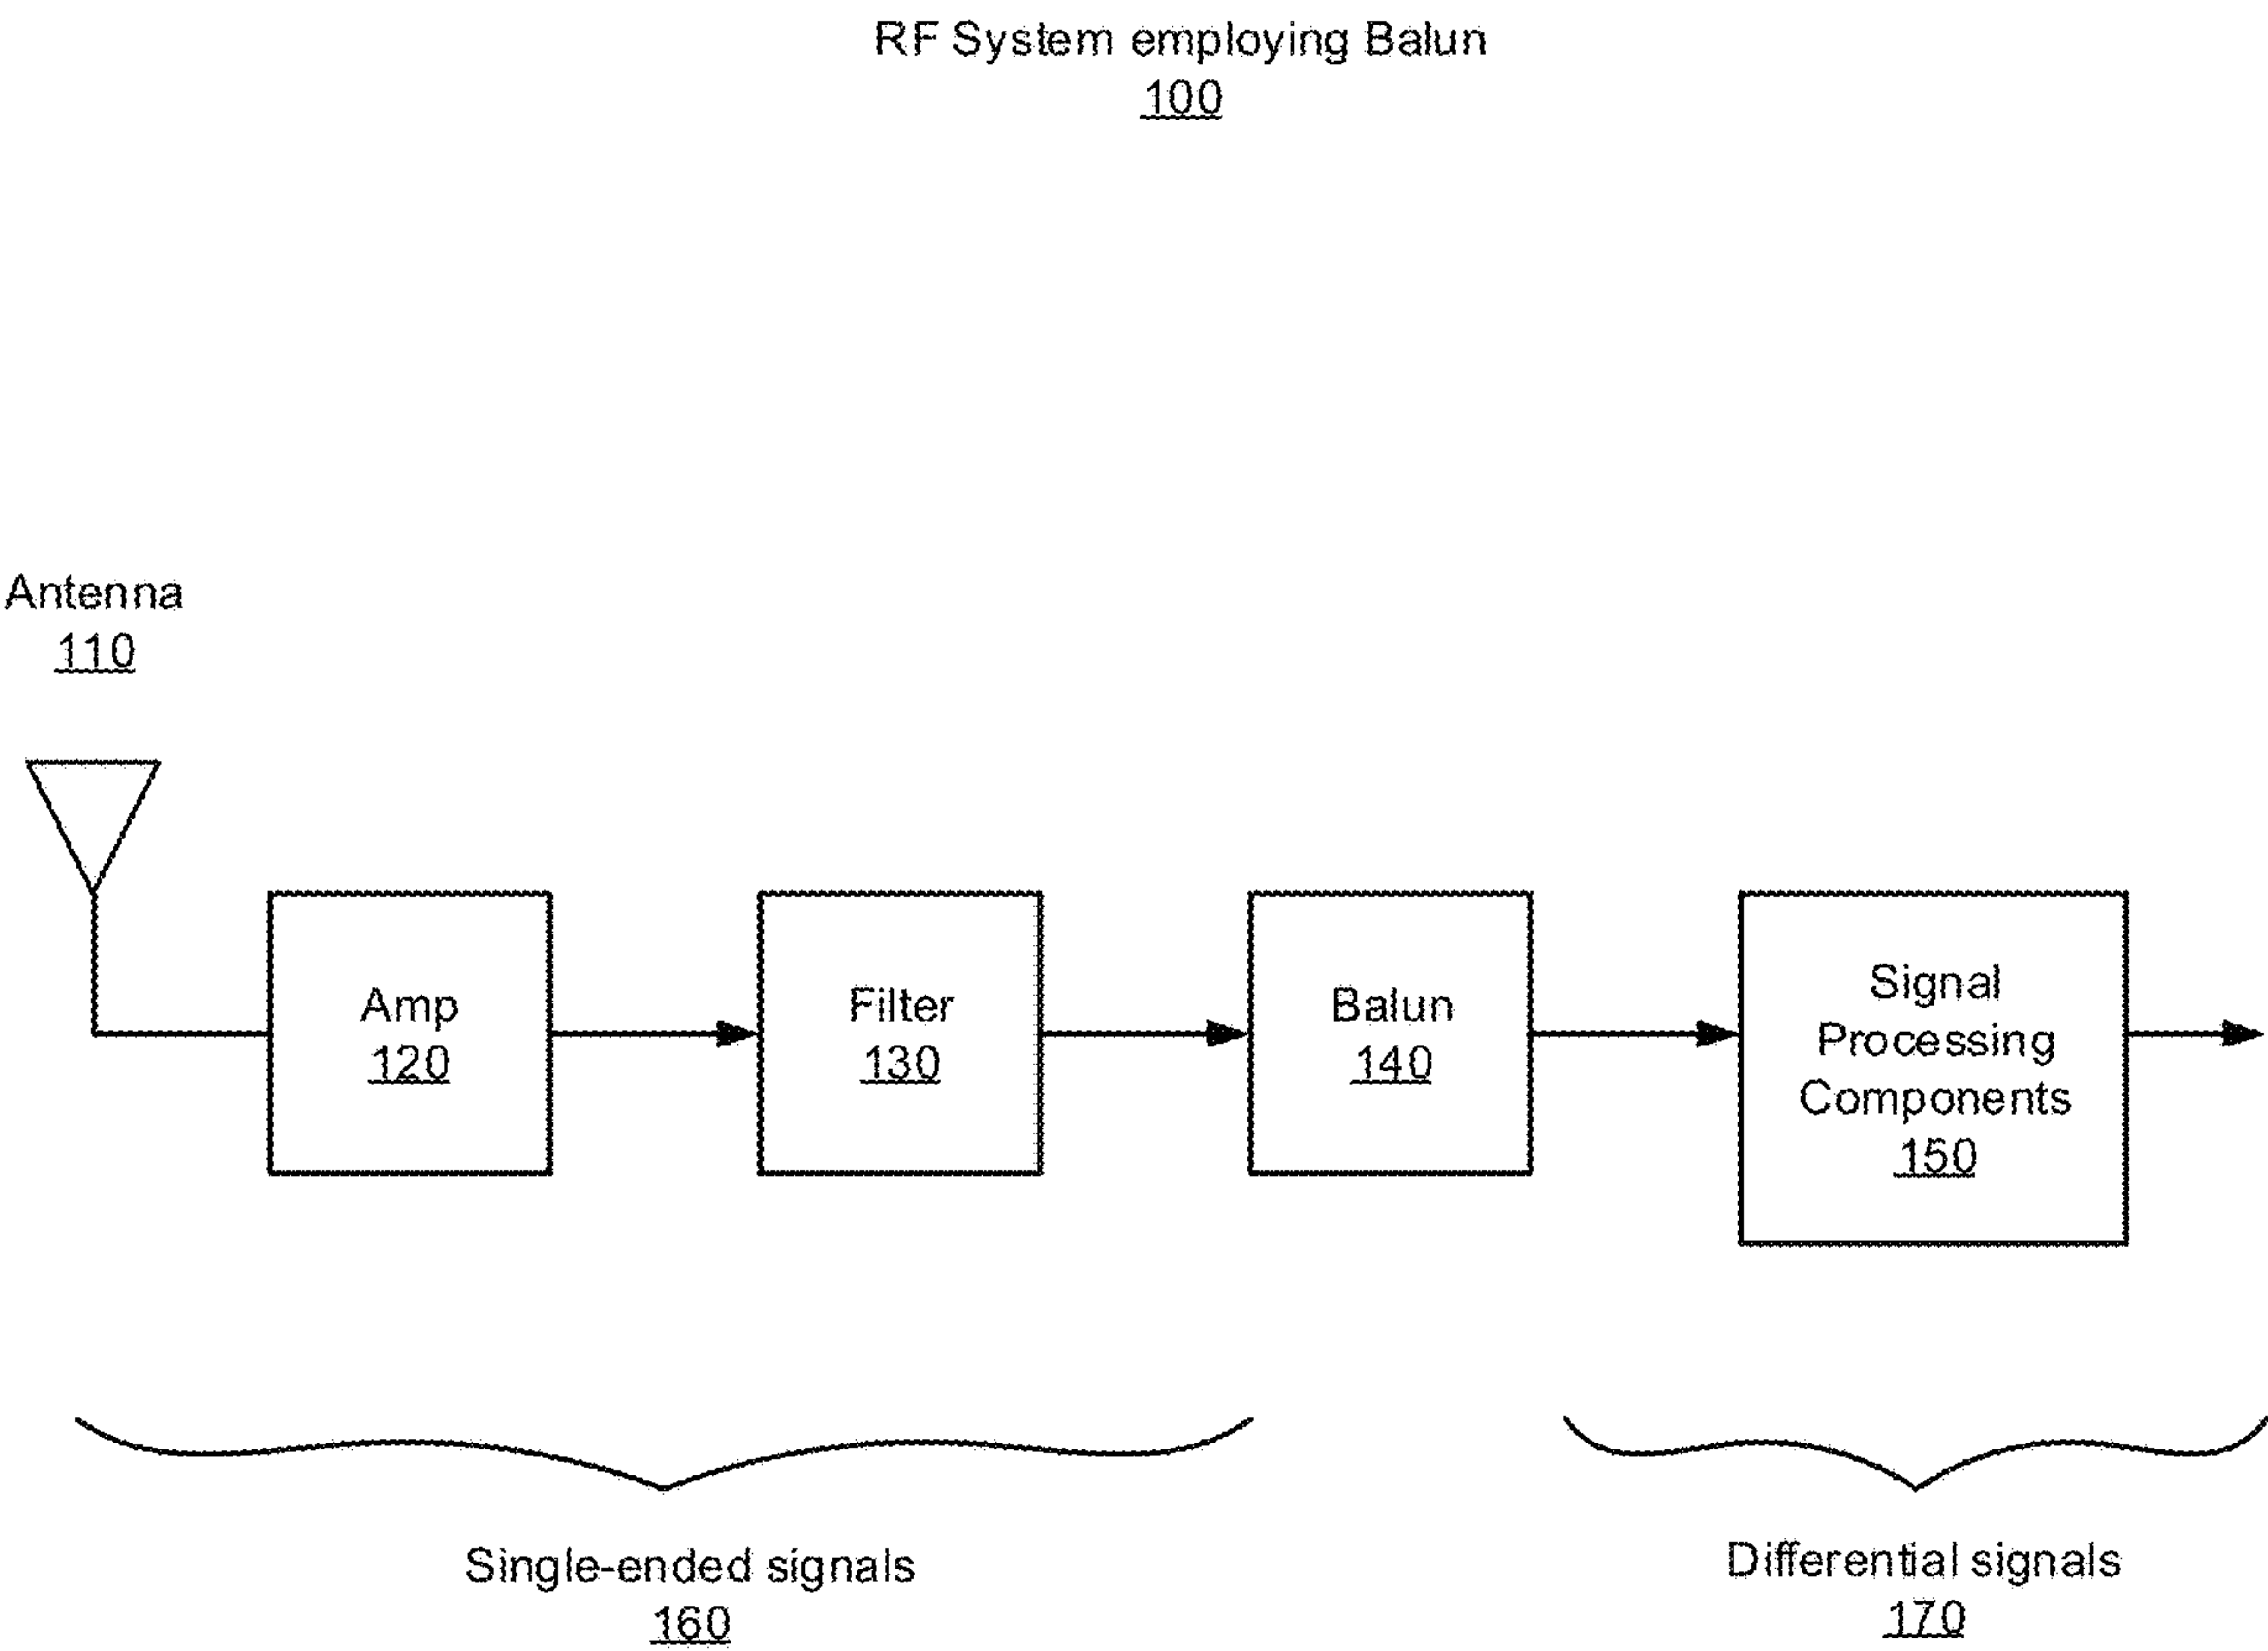 RF System employing Balun
100
Antenna
110
Amp
120
Filter
130
Balun
140
Signal
Processing
Components
150
Single-ended signals
160
Differential signals
170